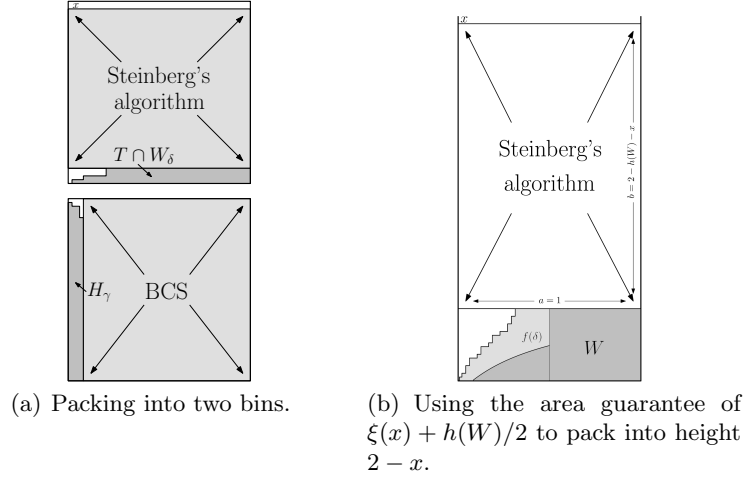 x
Steinberg's
algorithm
T ∩ W_δ
H_γ
BCS
(a) Packing into two bins.
x
Steinberg's
algorithm
b = 2 − h(W) − x
a = 1
f(δ)
W
(b) Using the area guarantee of
ξ(x) + h(W)/2 to pack into height
2 − x.